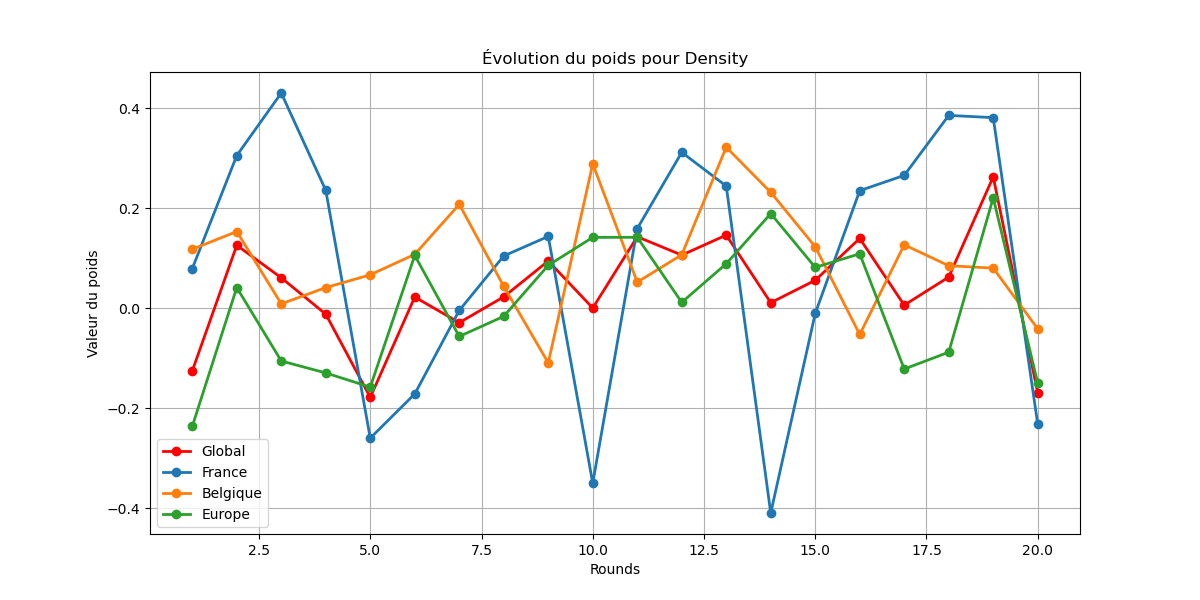 Évolution du poids pour Density
Valeur du poids
0.4
0.2
0.0
−0.2
−0.4
Global
France
Belgique
Europe
2.5 5.0 7.5 10.0 12.5 15.0 17.5 20.0
Rounds